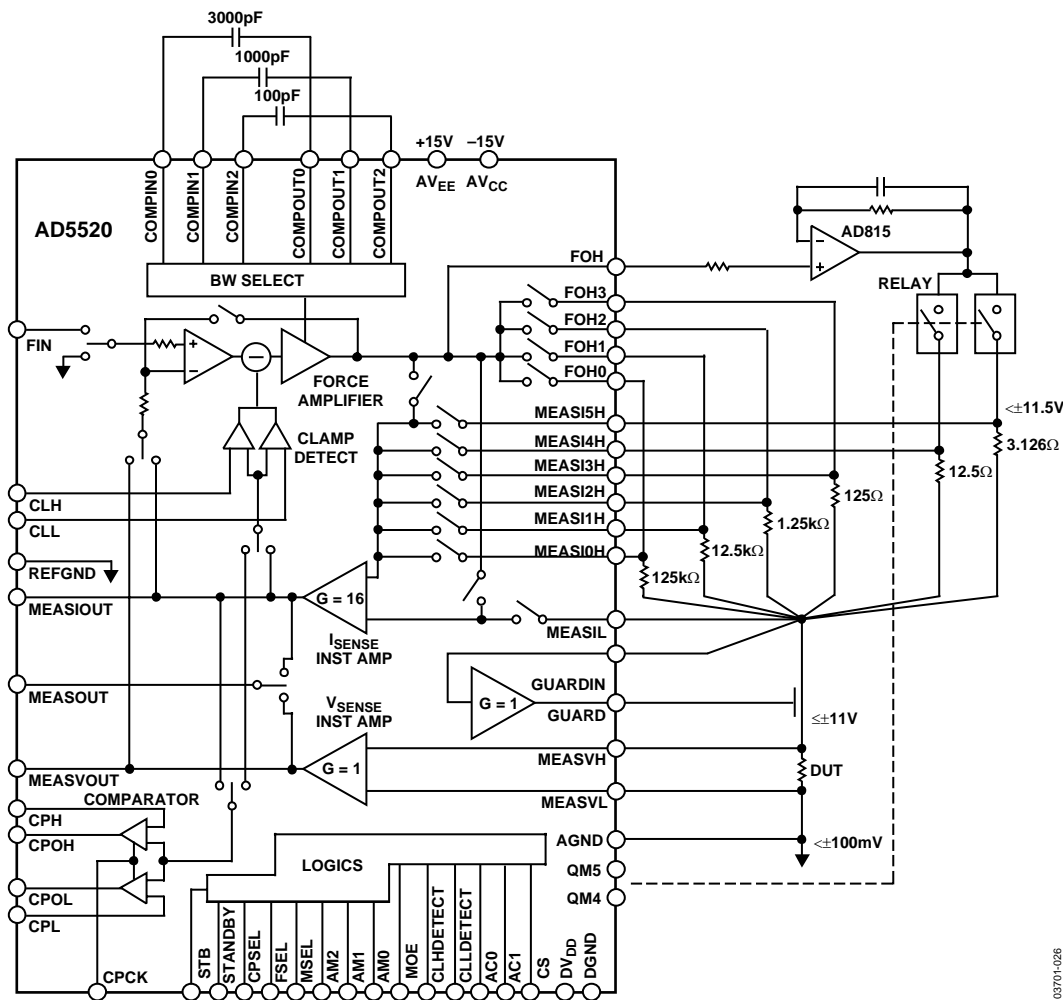 3000pF
1000pF
100pF
+15V
–15V
AVEE
AVCC
COMPIN0
COMPIN1
COMPIN2
COMPOUT0
COMPOUT1
COMPOUT2
AD5520
BW SELECT
AD815
FOH
RELAY
FOH3
FOH2
FOH1
FOH0
FIN
+
–
–
–
+
FORCE
AMPLIFIER
CLAMP
DETECT
MEASI5H
MEASI4H
MEASI3H
MEASI2H
MEASI1H
MEASI0H
<±11.5V
3.126Ω
12.5Ω
125Ω
1.25kΩ
12.5kΩ
125kΩ
CLH
CLL
REFGND
MEASIOUT
G = 16
ISENSE
INST AMP
MEASIL
GUARDIN
GUARD
G = 1
≤±11V
MEASOUT
VSENSE
INST AMP
G = 1
MEASVH
MEASVL
DUT
MEASVOUT
COMPARATOR
CPH
CPOH
CPOL
CPL
CPCK
LOGICS
AGND
<±100mV
QM5
QM4
STB
STANDBY
CPSEL
FSEL
MSEL
AM2
AM1
AM0
MOE
CLHDETECT
CLLDETECT
AC0
AC1
CS
DVDD
DGND
03701-026